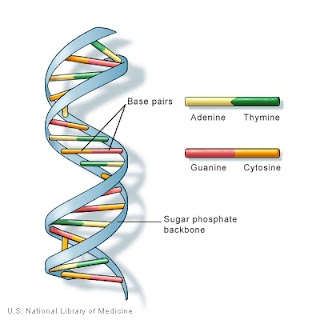 Base pairs
Adenine Thymine
Guanine Cytosine
Sugar phosphate
backbone
U.S. National Library of Medicine